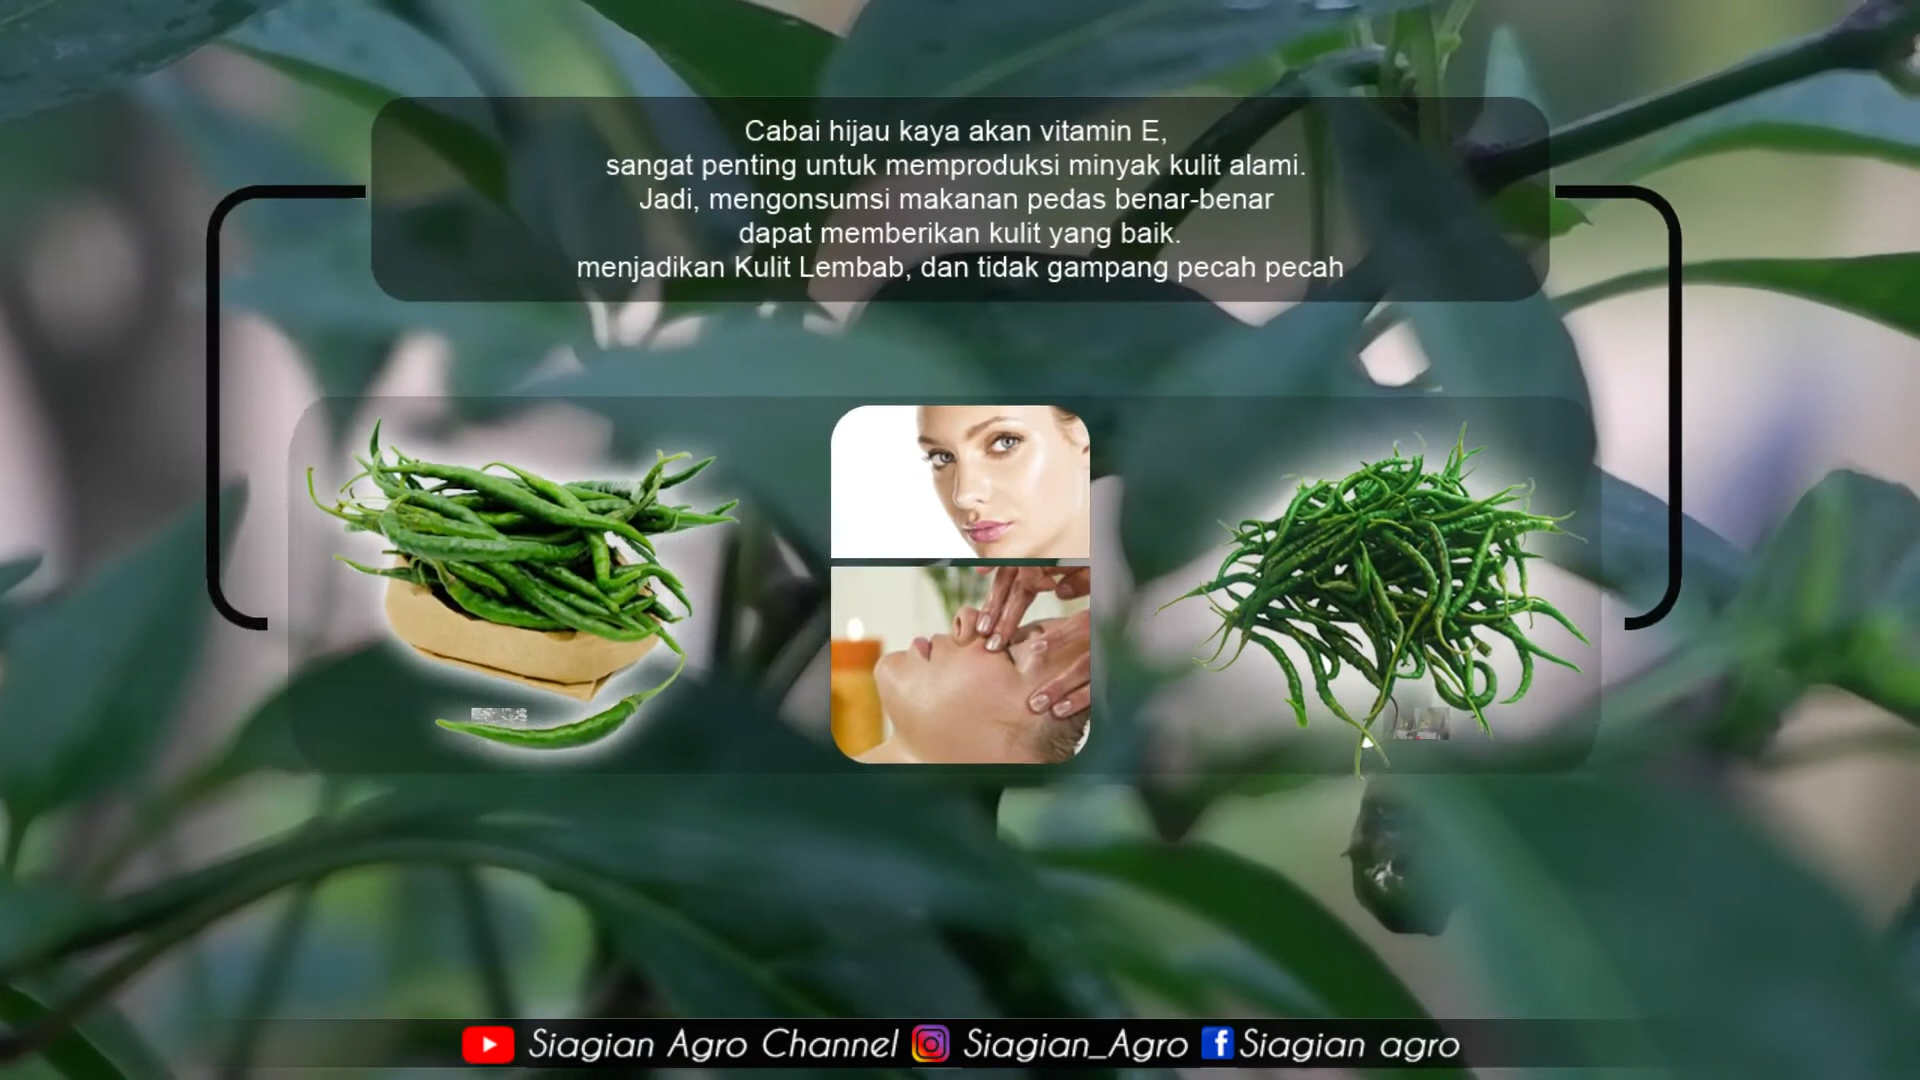 Cabai hijau kaya akan vitamin E,
sangat penting untuk memproduksi minyak kulit alami.
Jadi, mengonsumsi makanan pedas benar-benar
dapat memberikan kulit yang baik.
menjadikan Kulit Lembab, dan tidak gampang pecah pecah
Siagian Agro Channel Siagian_Agro Siagian agro